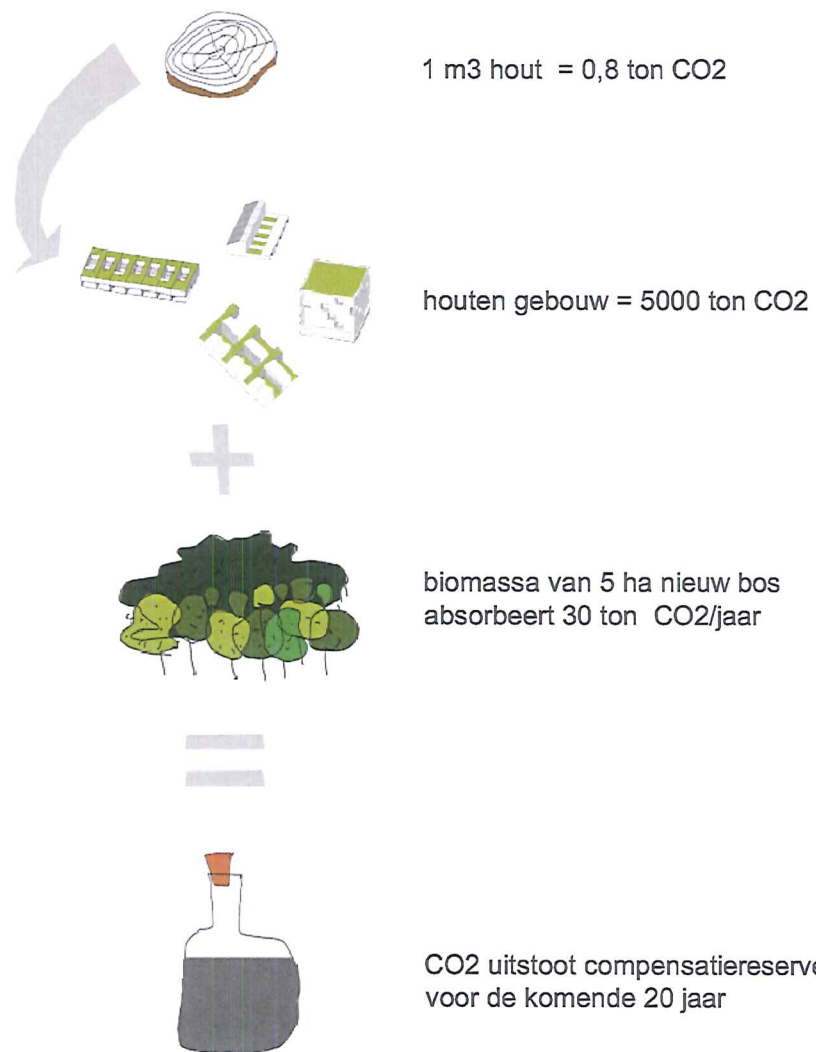 1 m3 hout = 0,8 ton CO2
houten gebouw = 5000 ton CO2
biomassa van 5 ha nieuw bos
absorbeert 30 ton CO2/jaar
CO2 uitstoot compensatiereserve
voor de komende 20 jaar